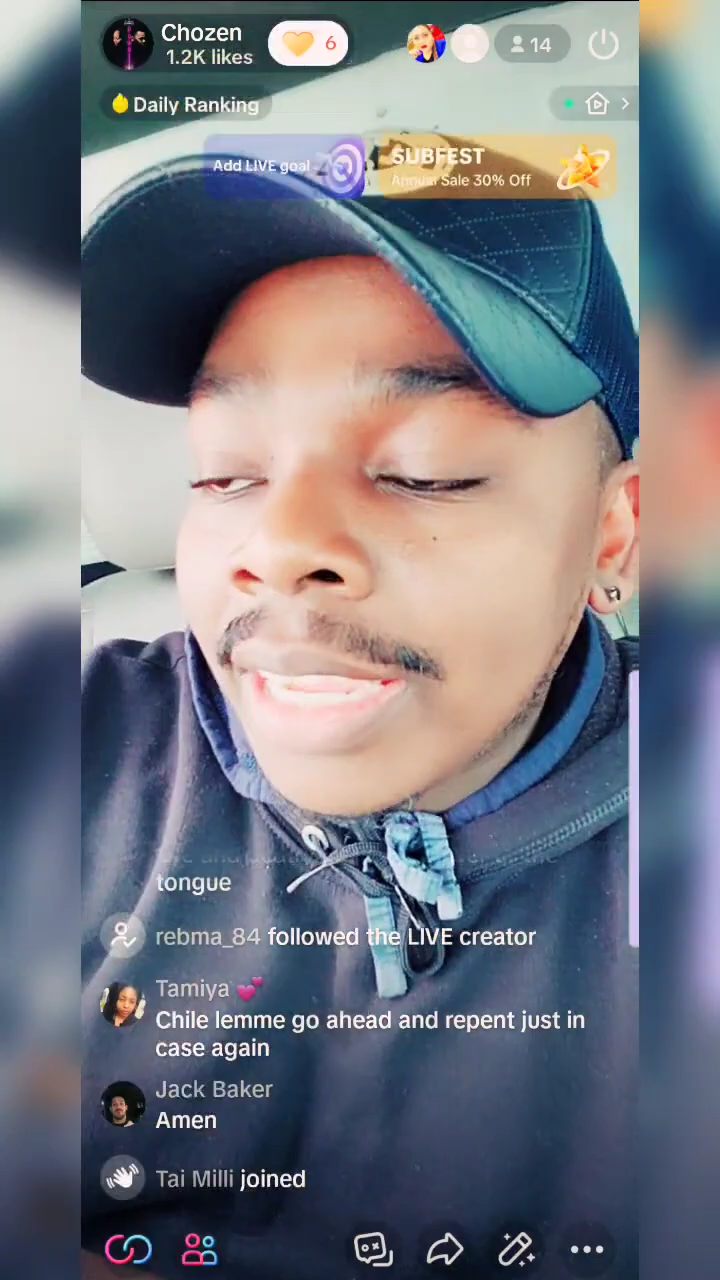 Chozen
1.2K likes
6
14
Daily Ranking
Add LIVE goal
SUBFEST
Annual Sale 30% Off
tongue
rebma_84 followed the LIVE creator
Tamiya 💕
Chile lemme go ahead and repent just in
case again
Jack Baker
Amen
Tai Milli joined